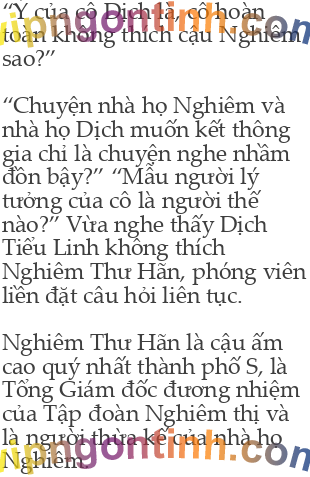 “Ý của cô Dịch là, cô hoàn
toàn không thích cậu Nghiêm
sao?”
“Chuyện nhà họ Nghiêm và
nhà họ Dịch muốn kết thông
gia chỉ là chuyện nghe nhầm
đồn bậy?” “Mẫu người lý
tưởng của cô là người thế
nào?” Vừa nghe thấy Dịch
Tiểu Linh không thích
Nghiêm Thư Hãn, phóng viên
liền đặt câu hỏi liên tục.
Nghiêm Thư Hãn là cậu ấm
cao quý nhất thành phố S, là
Tổng Giám đốc đương nhiệm
của Tập đoàn Nghiêm thị và
là người thừa kế của nhà họ
Nghiêm.
vipngontinh.com
vipngontinh.com